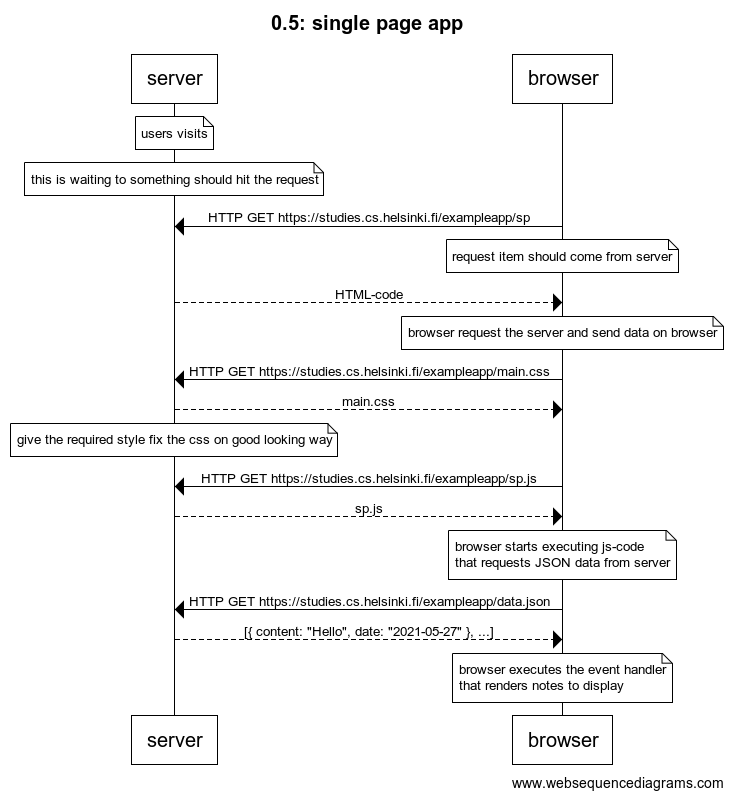 0.5: single page app
server
browser
users visits
this is waiting to something should hit the request
HTTP GET https://studies.cs.helsinki.fi/exampleapp/sp
request item should come from server
HTML-code
browser request the server and send data on browser
HTTP GET https://studies.cs.helsinki.fi/exampleapp/main.css
main.css
give the required style fix the css on good looking way
HTTP GET https://studies.cs.helsinki.fi/exampleapp/sp.js
sp.js
browser starts executing js-code
that requests JSON data from server
HTTP GET https://studies.cs.helsinki.fi/exampleapp/data.json
[{ content: "Hello", date: "2021-05-27" }, ...]
browser executes the event handler
that renders notes to display
server
browser
www.websequencediagrams.com